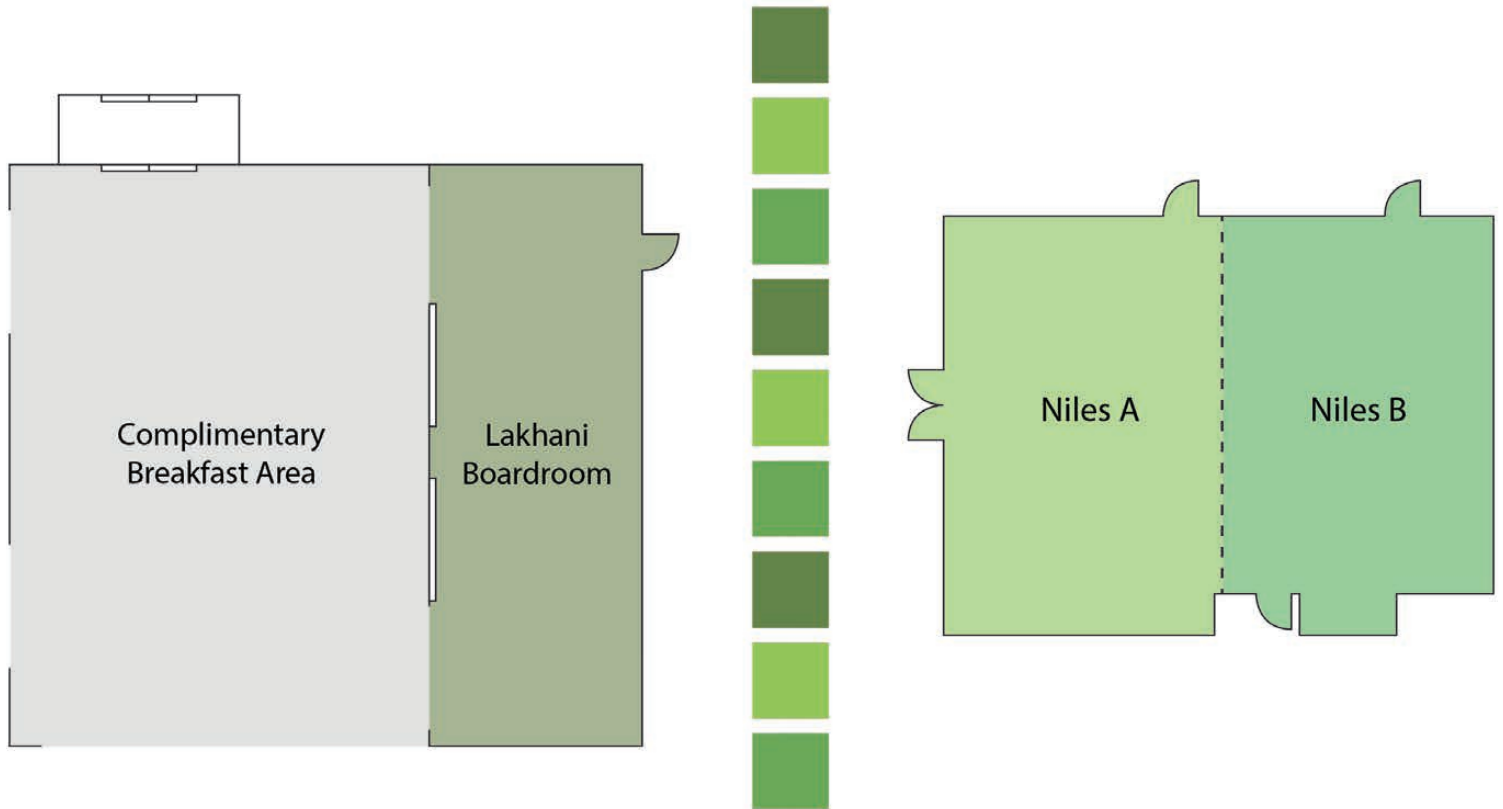 Complimentary
Breakfast Area
Lakhani
Boardroom
Niles A
Niles B